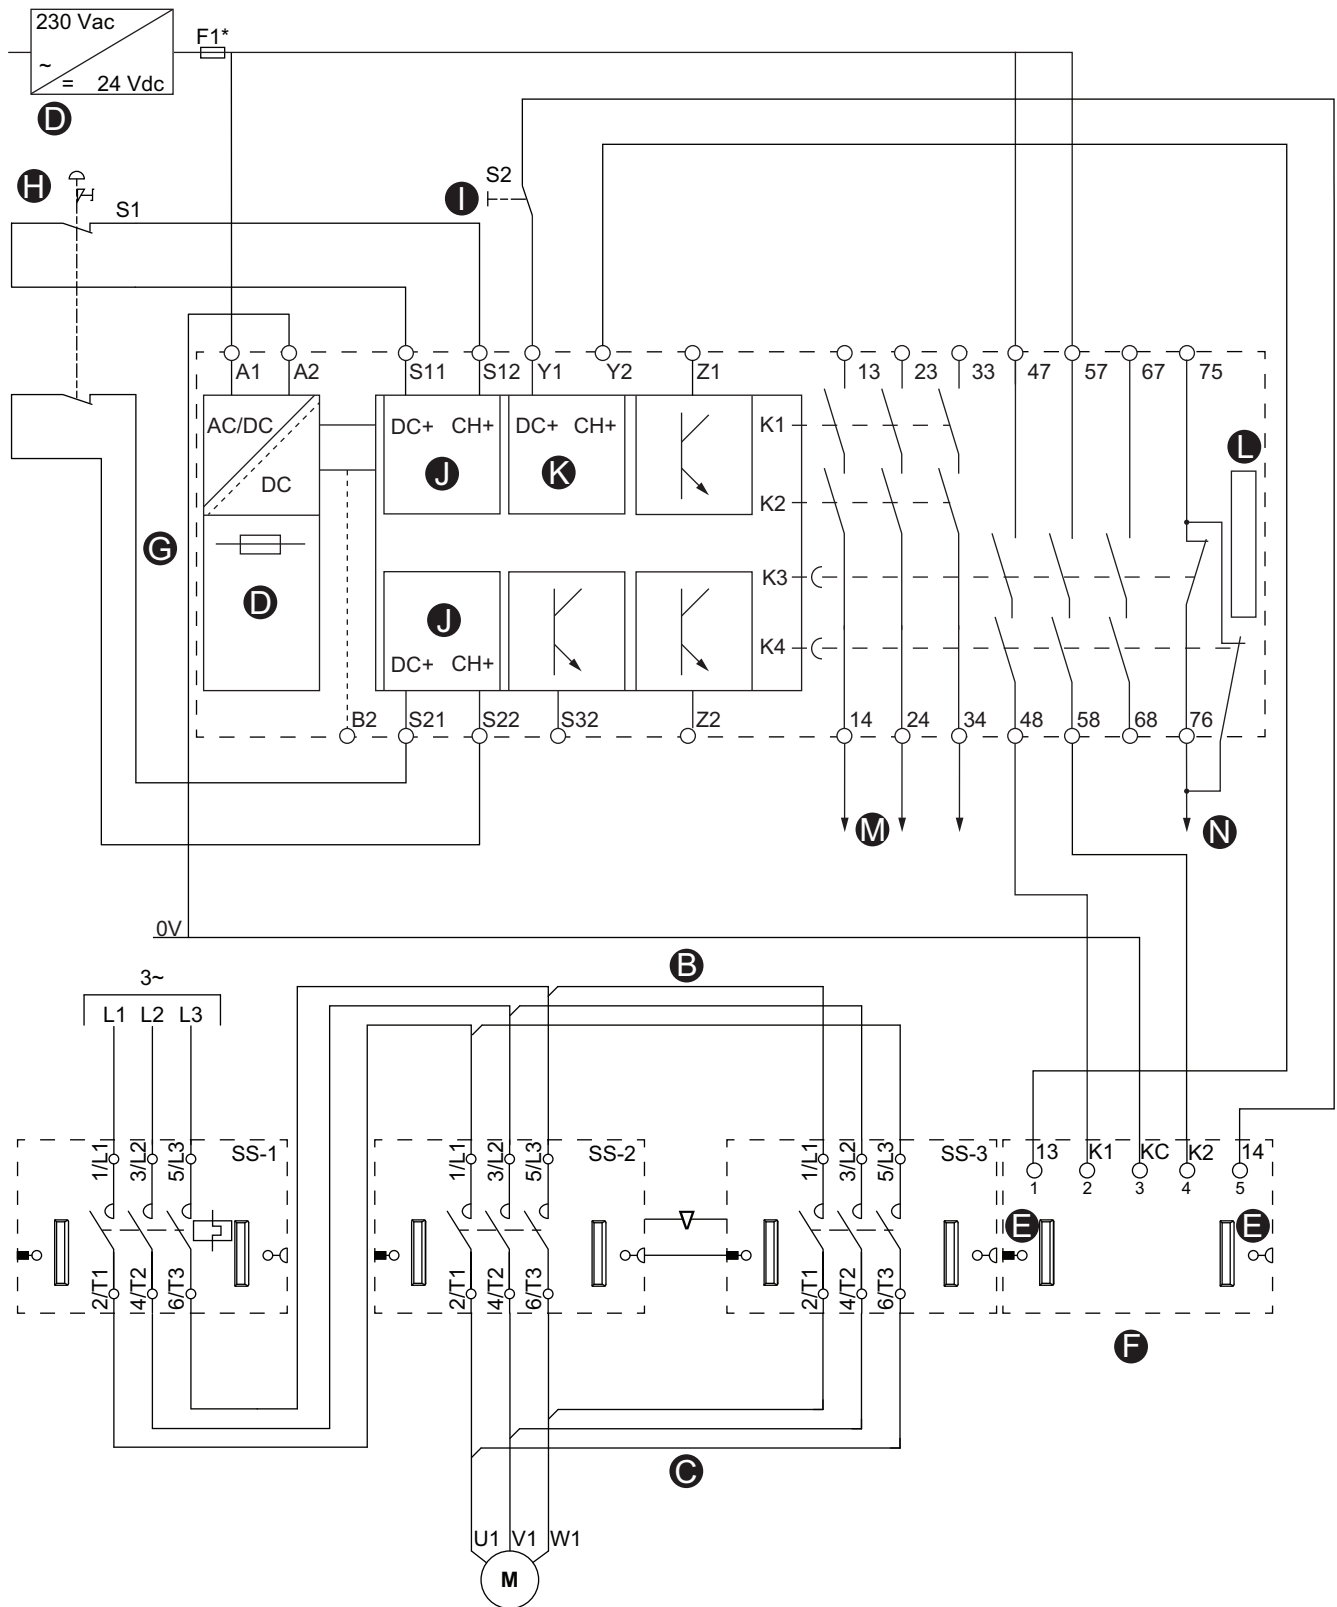 230 Vac
F1*
~
= 24 Vdc
D
H
S2
I
S1
A1 A2 S11 S12 Y1 Y2 Z1 13 23 33 47 57 67 75
AC/DC
DC
DC+ CH+
DC+ CH+
K1
J
K
L
K2
G
D
K3
J
K4
DC+ CH+
B2 S21 S22 S32 Z2 14 24 34 48 58 68 76
M
N
0V
B
3~
L1 L2 L3
1/L1 3/L2 5/L3 SS-1
1/L1 3/L2 5/L3 SS-2
1/L1 3/L2 5/L3 SS-3
13 K1 KC K2 14
1 2 3 4 5
E
E
2/T1 4/T2 6/T3
2/T1 4/T2 6/T3
2/T1 4/T2 6/T3
F
C
U1 V1 W1
M